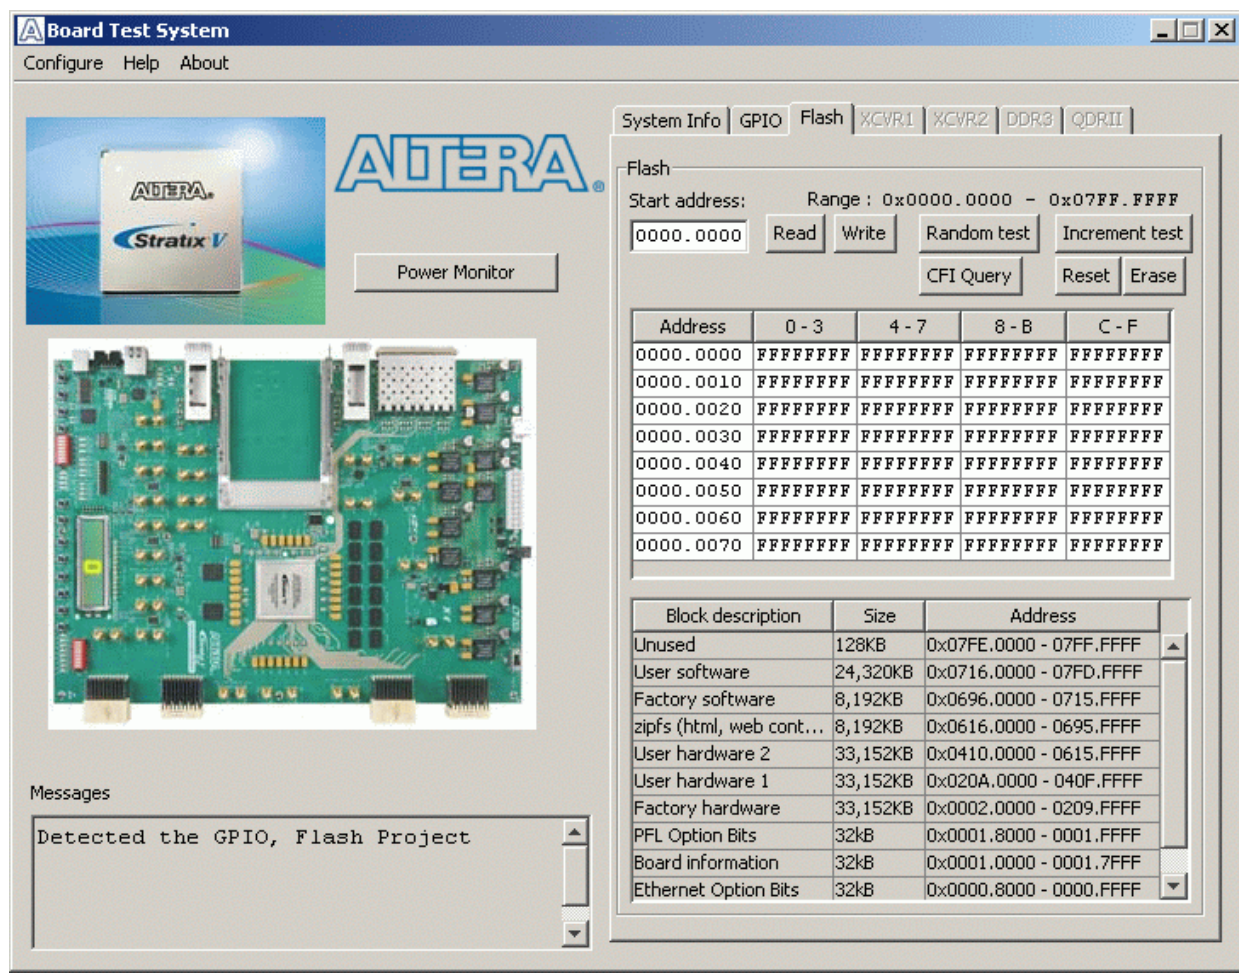 Board Test System
Configure Help About
System Info GPIO Flash XCVR1 XCVR2 DDR3 QDRII
ALTERA®
ALTERA®
Stratix V
Power Monitor
Flash
Start address: Range : 0x0000.0000 - 0x07FF.FFFF
0000.0000 Read Write Random test Increment test
CFI Query Reset Erase
Address 0 - 3 4 - 7 8 - B C - F
0000.0000 FFFFFFFF FFFFFFFF FFFFFFFF FFFFFFFF
0000.0010 FFFFFFFF FFFFFFFF FFFFFFFF FFFFFFFF
0000.0020 FFFFFFFF FFFFFFFF FFFFFFFF FFFFFFFF
0000.0030 FFFFFFFF FFFFFFFF FFFFFFFF FFFFFFFF
0000.0040 FFFFFFFF FFFFFFFF FFFFFFFF FFFFFFFF
0000.0050 FFFFFFFF FFFFFFFF FFFFFFFF FFFFFFFF
0000.0060 FFFFFFFF FFFFFFFF FFFFFFFF FFFFFFFF
0000.0070 FFFFFFFF FFFFFFFF FFFFFFFF FFFFFFFF
Block description Size Address
Unused 128KB 0x07FE.0000 - 07FF.FFFF
User software 24,320KB 0x0716.0000 - 07FD.FFFF
Factory software 8,192KB 0x0696.0000 - 0715.FFFF
zipfs (html, web cont... 8,192KB 0x0616.0000 - 0695.FFFF
User hardware 2 33,152KB 0x0410.0000 - 0615.FFFF
User hardware 1 33,152KB 0x020A.0000 - 040F.FFFF
Factory hardware 33,152KB 0x0002.0000 - 0209.FFFF
PFL Option Bits 32kB 0x0001.8000 - 0001.FFFF
Board information 32kB 0x0001.0000 - 0001.7FFF
Ethernet Option Bits 32kB 0x0000.8000 - 0000.FFFF
Messages
Detected the GPIO, Flash Project